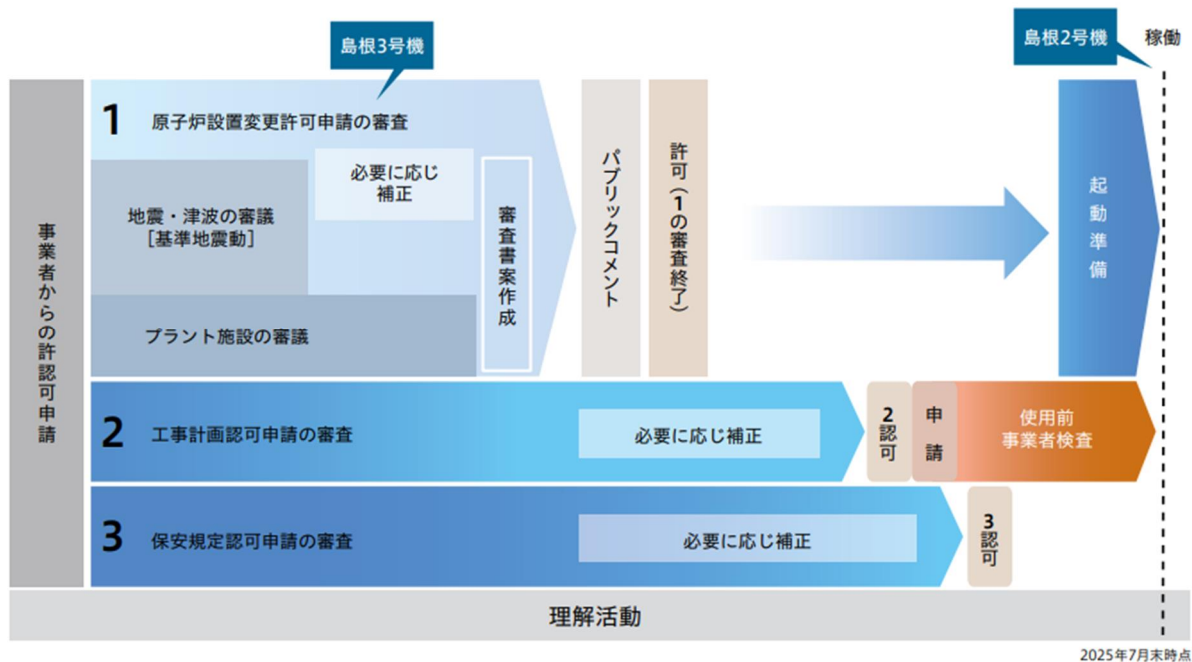 島根3号機
島根2号機
稼働
事業者からの許認可申請
1 原子炉設置変更許可申請の審査
地震・津波の審議
[基準地震動]
必要に応じ
補正
プラント施設の審議
審査書案作成
パブリックコメント
許可(1の審査終了)
起動準備
2 工事計画認可申請の審査
必要に応じ補正
2認可
申請
使用前
事業者検査
3 保安規定認可申請の審査
必要に応じ補正
3認可
理解活動
2025年7月末時点